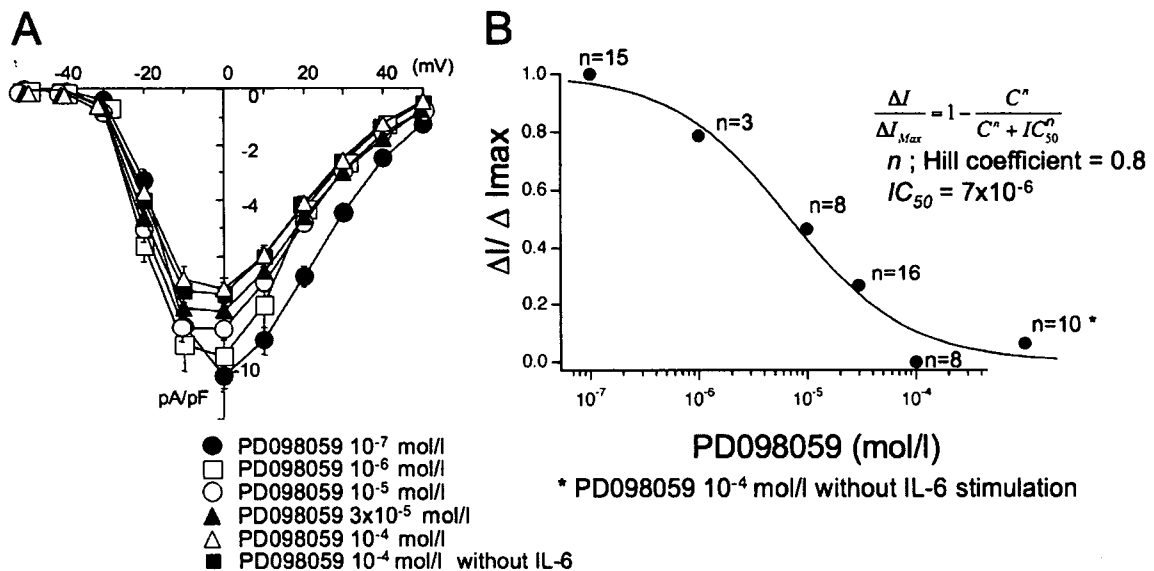 A
-40 -20 0 20 40 (mV)
0
-2
-4
-10
pA/pF
PD098059 10⁻⁷ mol/l
PD098059 10⁻⁶ mol/l
PD098059 10⁻⁵ mol/l
PD098059 3x10⁻⁵ mol/l
PD098059 10⁻⁴ mol/l
PD098059 10⁻⁴ mol/l without IL-6
B
n=15
n=3
n=8
n=16
n=10 *
n=8
ΔI/ΔI_Max = 1 - Cⁿ/(Cⁿ + ICⁿ₅₀)
n ; Hill coefficient = 0.8
IC₅₀ = 7x10⁻⁶
ΔI/ Δ Imax
1.0
0.8
0.6
0.4
0.2
0.0
10⁻⁷ 10⁻⁶ 10⁻⁵ 10⁻⁴
PD098059 (mol/l)
* PD098059 10⁻⁴ mol/l without IL-6 stimulation